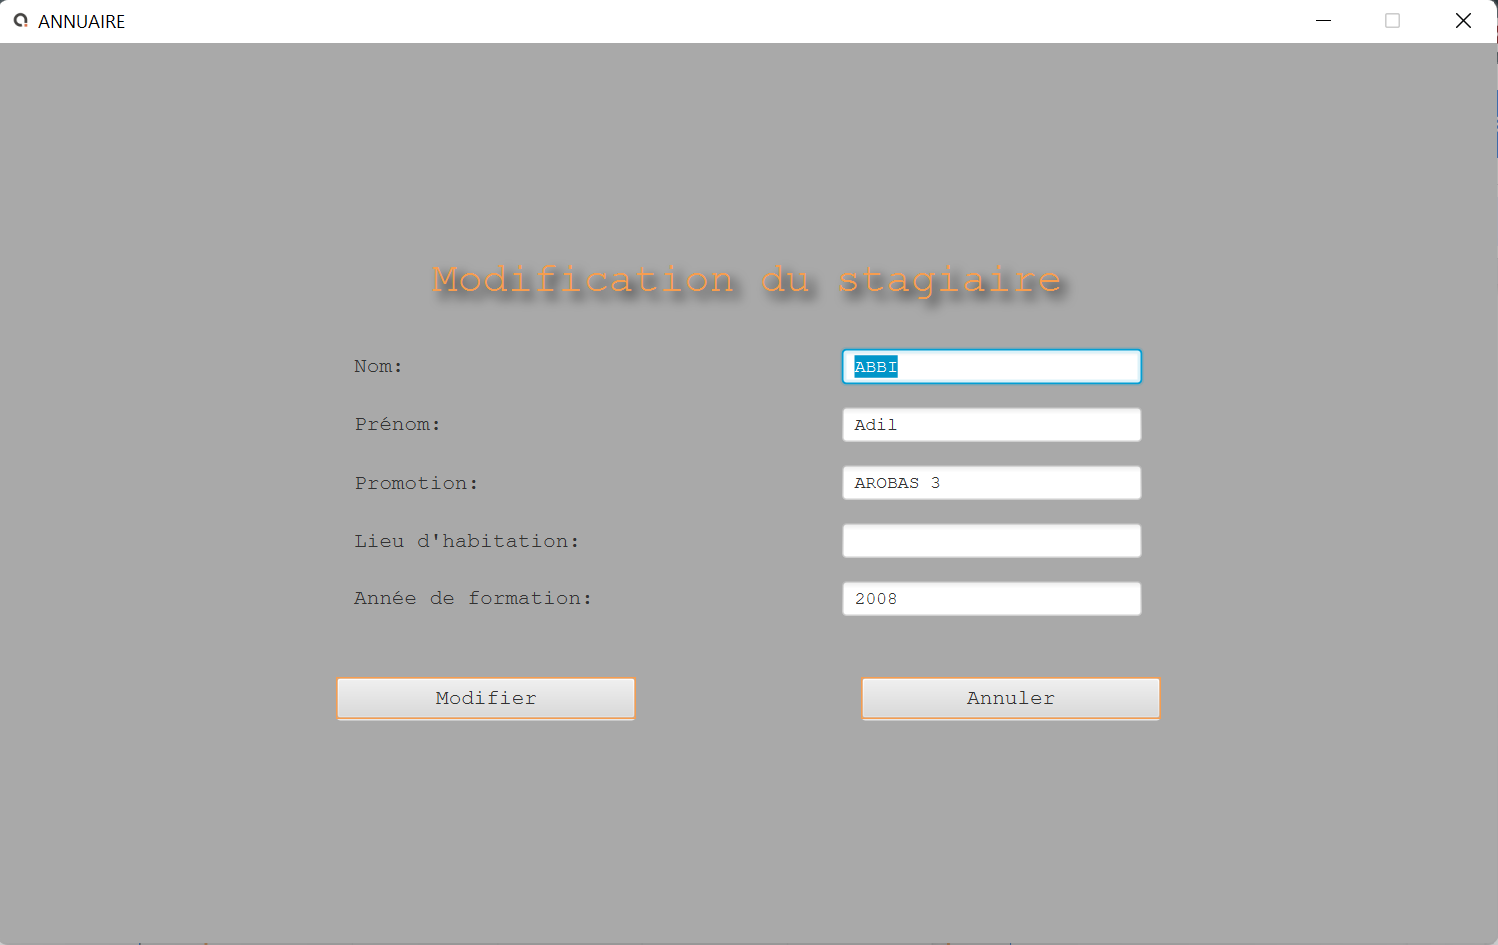 ANNUAIRE
Modification du stagiaire
Nom: ABBI
Prénom: Adil
Promotion: AROBAS 3
Lieu d'habitation:
Année de formation: 2008
Modifier Annuler